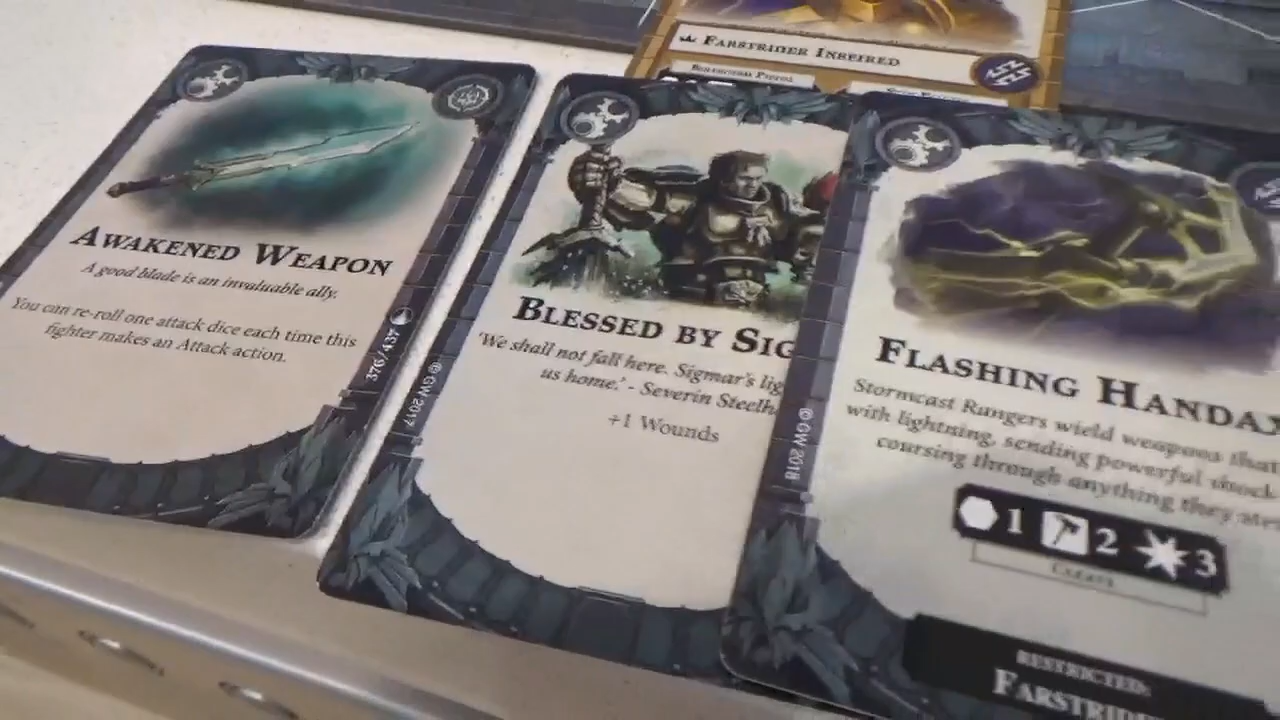 FARSTRIDER INSPIRED
AWAKENED WEAPON
A good blade is an invaluable ally.
You can re-roll one attack dice each time this
fighter makes an Attack action.
376/437
© GW 2017
BLESSED BY SIG
'We shall not fall here. Sigmar's lig
us home.' - Severin Steelh
+1 Wounds
© GW 2018
FLASHING HANDAX
Stormcast Rangers wield weapons that
with lightning, sending powerful shock
coursing through anything they
1 2 3
CLEAVE
RESTRICTED:
FARSTRIDE